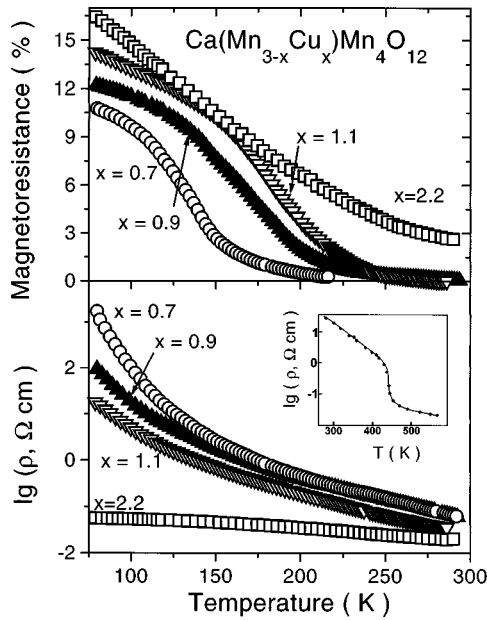 Ca(Mn3-xCux)Mn4O12
Magnetoresistance ( % )
15
12
9
6
3
0
x = 1.1
x = 0.7
x = 0.9
x=2.2
lg (ρ, Ω cm)
2
0
-2
x = 0.7
x = 0.9
x = 1.1
x=2.2
lg (ρ, Ω cm)
1
0
-1
300 400 500
T ( K )
100 150 200 250 300
Temperature ( K )